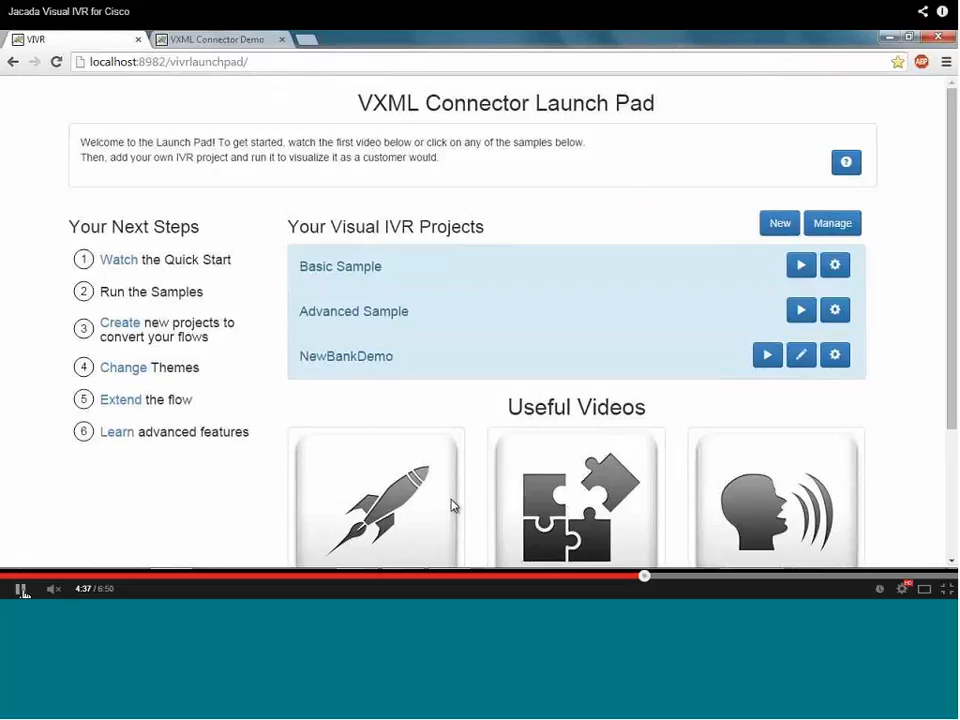 Jacada Visual IVR for Cisco
VIVR
VXML Connector Demo
localhost:8982/vivrlaunchpad/
ABP
VXML Connector Launch Pad
Welcome to the Launch Pad! To get started, watch the first video below or click on any of the samples below.
Then, add your own IVR project and run it to visualize it as a customer would.
?
Your Next Steps
1 Watch the Quick Start
2 Run the Samples
3 Create new projects to
convert your flows
4 Change Themes
5 Extend the flow
6 Learn advanced features
Your Visual IVR Projects
New
Manage
Basic Sample
Advanced Sample
NewBankDemo
Useful Videos
4:37 / 6:50
HD